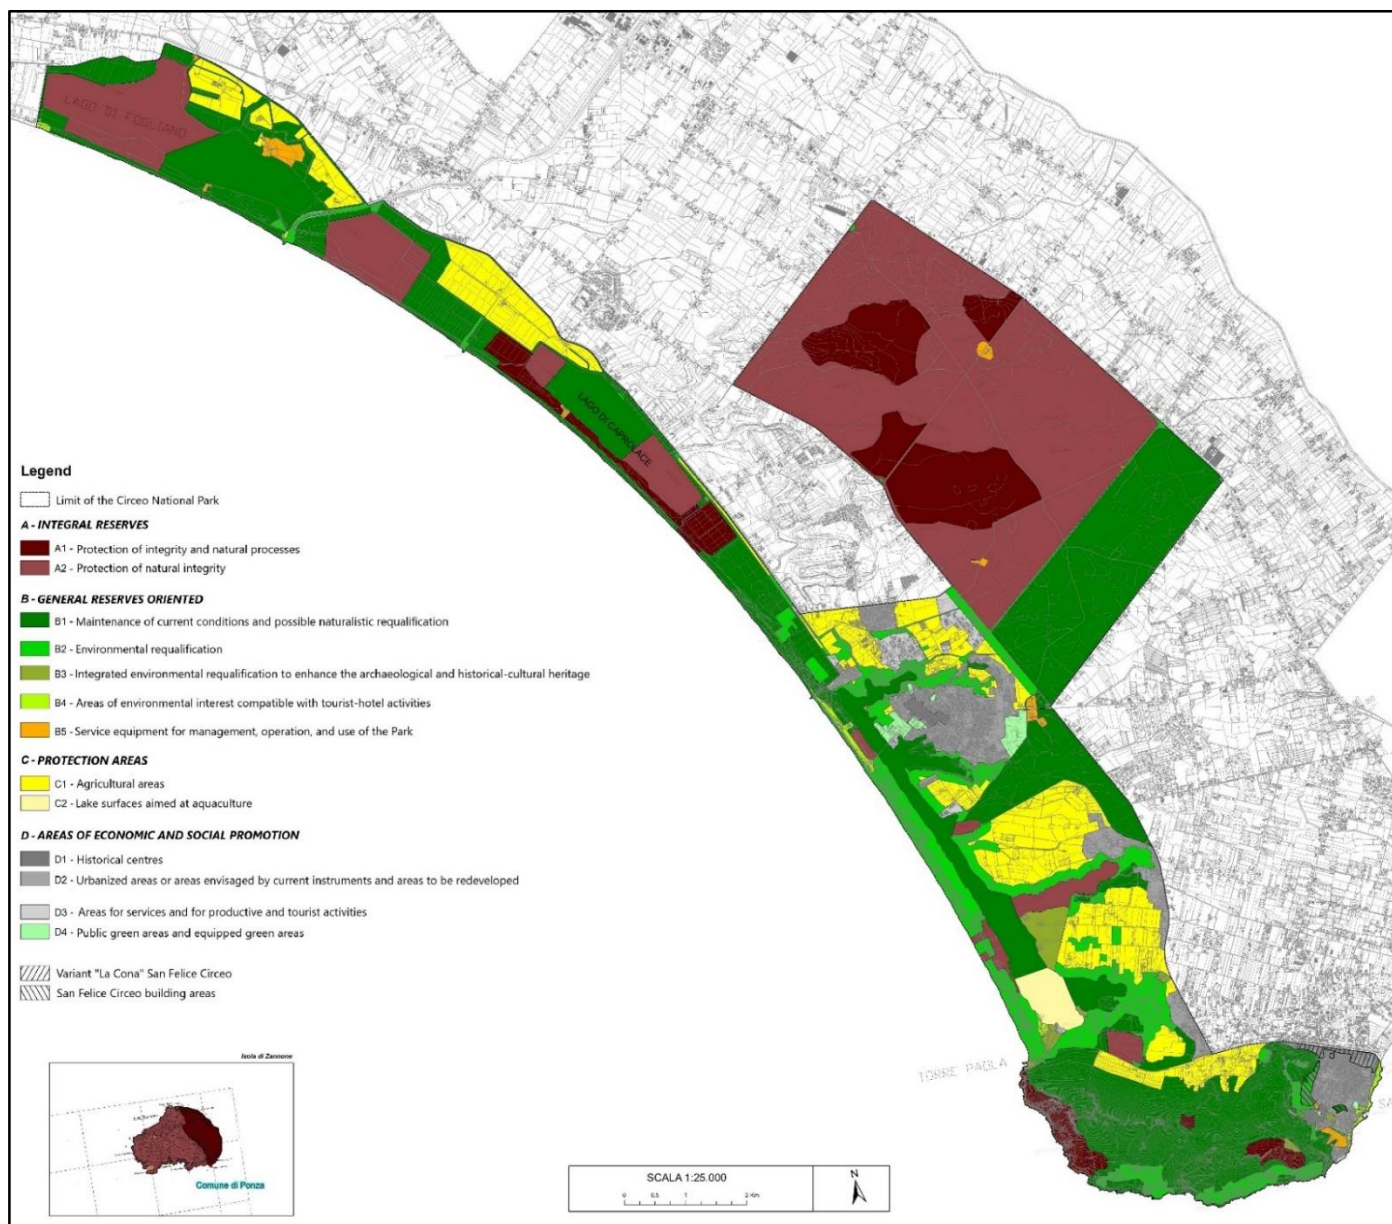 LAGO DI FOGLIANO
LAGO DI CAPROLACE
Legend
Limit of the Circeo National Park
A - INTEGRAL RESERVES
A1 - Protection of integrity and natural processes
A2 - Protection of natural integrity
B - GENERAL RESERVES ORIENTED
B1 - Maintenance of current conditions and possible naturalistic requalification
B2 - Environmental requalification
B3 - Integrated environmental requalification to enhance the archaeological and historical-cultural heritage
B4 - Areas of environmental interest compatible with tourist-hotel activities
B5 - Service equipment for management, operation, and use of the Park
C - PROTECTION AREAS
C1 - Agricultural areas
C2 - Lake surfaces aimed at aquaculture
D - AREAS OF ECONOMIC AND SOCIAL PROMOTION
D1 - Historical centres
D2 - Urbanized areas or areas envisaged by current instruments and areas to be redeveloped
D3 - Areas for services and for productive and tourist activities
D4 - Public green areas and equipped green areas
Variant "La Cona" San Felice Circeo
San Felice Circeo building areas
Isola di Zannone
Comune di Ponza
TORRE PAOLA
SA
SCALA 1:25.000
0 0,5 1 2 Km
N